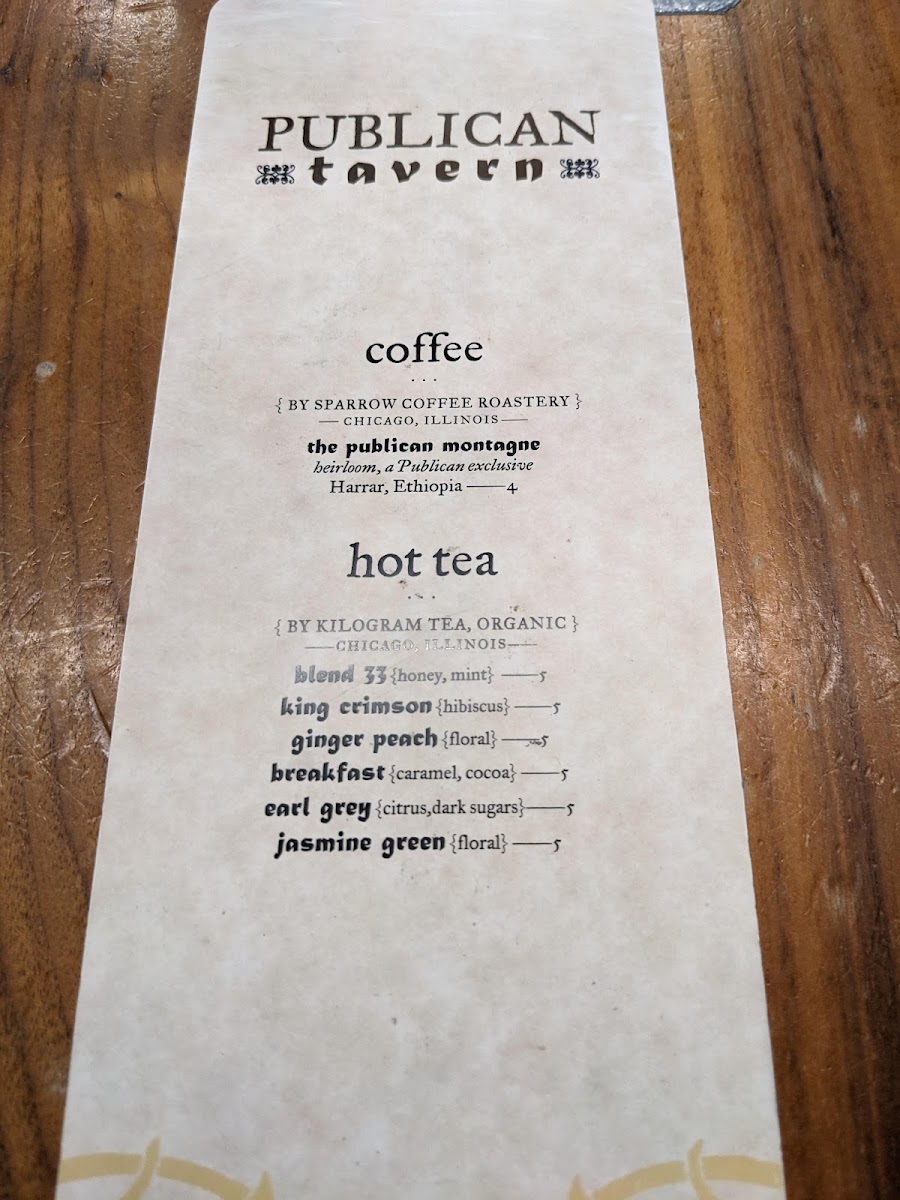 PUBLICAN
tavern
coffee
...
{ BY SPARROW COFFEE ROASTERY }
— CHICAGO, ILLINOIS —
the publican montagne
heirloom, a Publican exclusive
Harrar, Ethiopia —4
hot tea
...
{ BY KILOGRAM TEA, ORGANIC }
—CHICAGO, ILLINOIS—
blend 33 {honey, mint} —5
king crimson {hibiscus} —5
ginger peach {floral} —5
breakfast {caramel, cocoa} —5
earl grey {citrus,dark sugars}—5
jasmine green {floral} —5